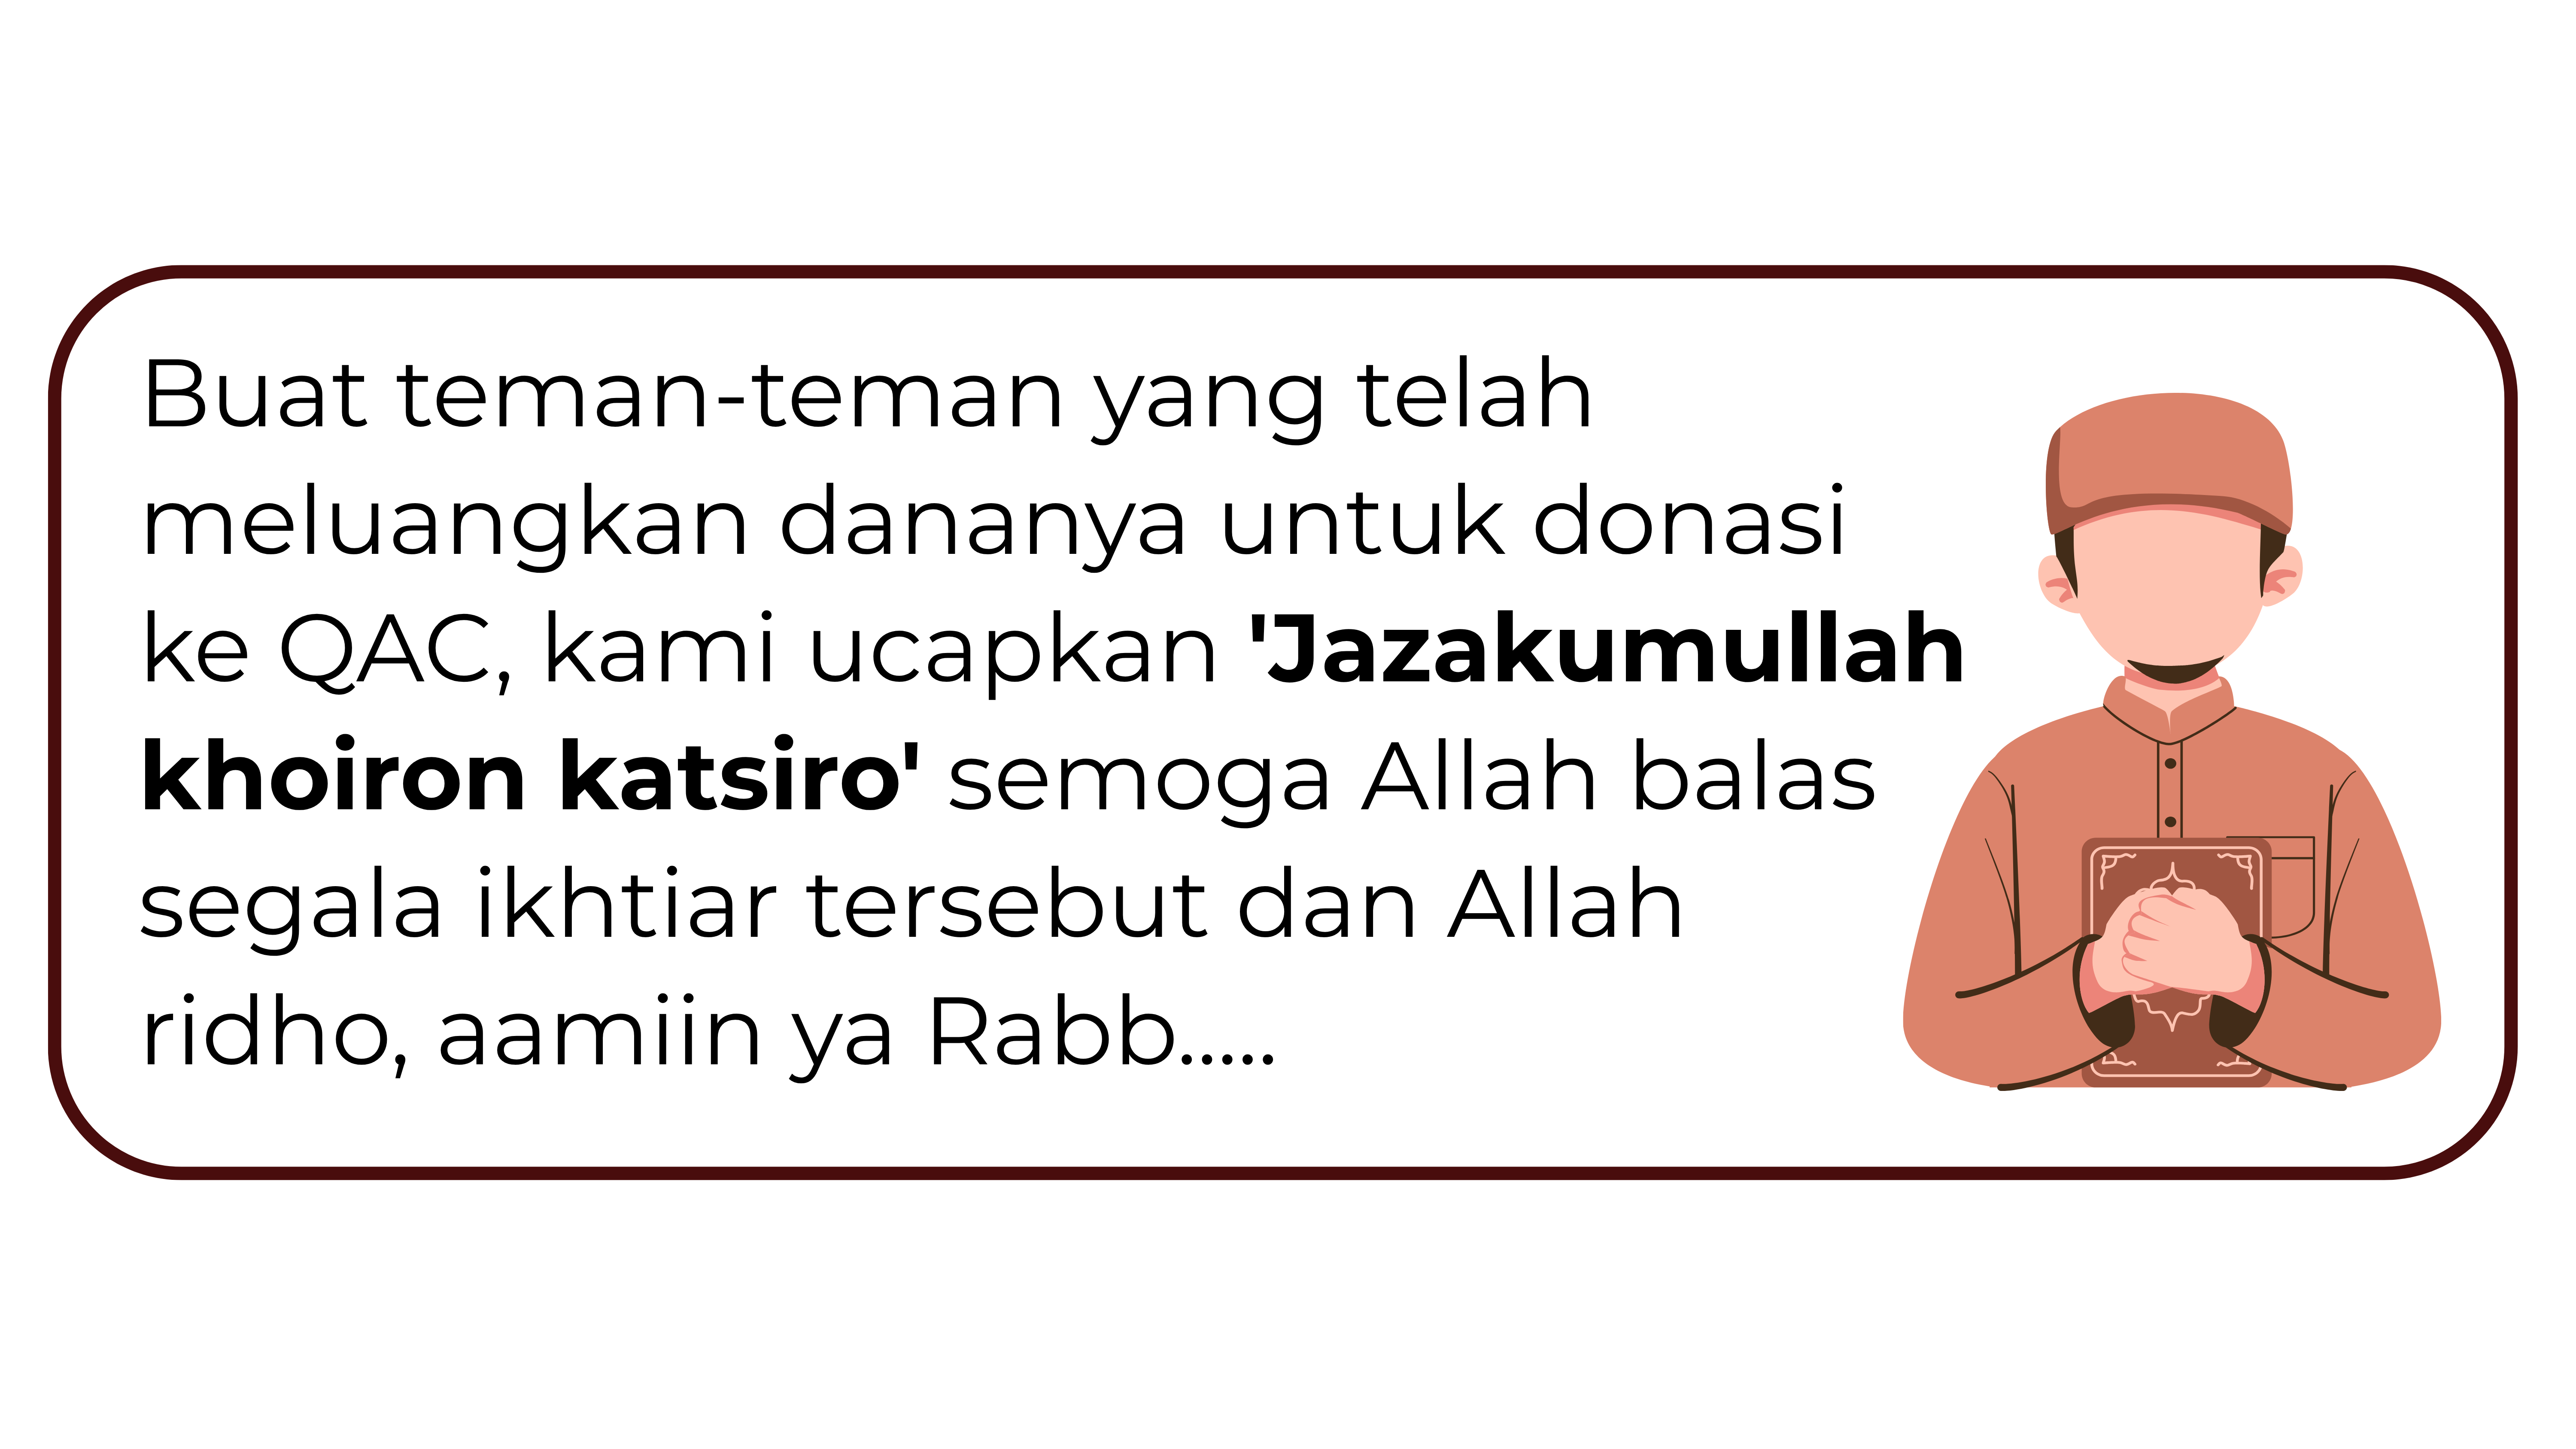 Buat teman-teman yang telah
meluangkan dananya untuk donasi
ke QAC, kami ucapkan 'Jazakumullah
khoiron katsiro' semoga Allah balas
segala ikhtiar tersebut dan Allah
ridho, aamiin ya Rabb.....